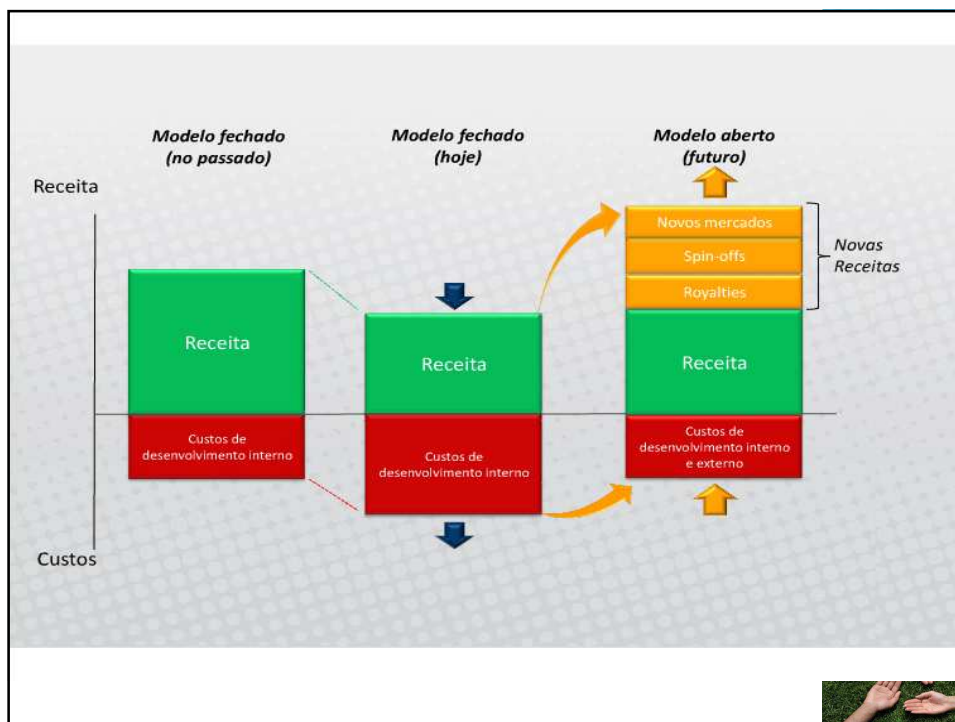 Modelo fechado
(no passado)
Modelo fechado
(hoje)
Modelo aberto
(futuro)
Receita
Novos mercados
Spin-offs
Royalties
Novas
Receitas
Receita
Receita
Receita
Custos de
desenvolvimento interno
Custos de
desenvolvimento interno
Custos de
desenvolvimento interno
e externo
Custos